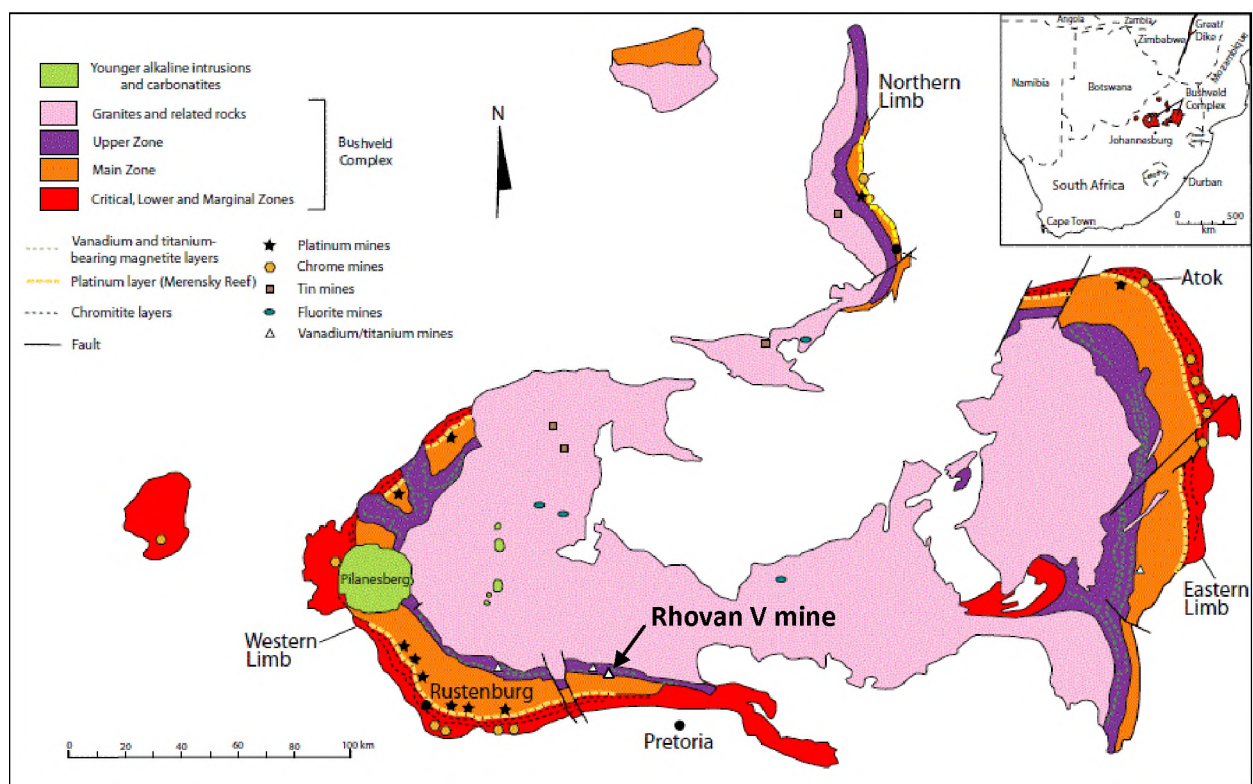 Younger alkaline intrusions
and carbonatites
Granites and related rocks
Upper Zone
Main Zone
Critical, Lower and Marginal Zones
Bushveld
Complex
Vanadium and titanium-
bearing magnetite layers
Platinum layer (Merensky Reef)
Chromitite layers
Fault
Platinum mines
Chrome mines
Tin mines
Fluorite mines
Vanadium/titanium mines
N
Northern
Limb
Angola
Zambia
Great
Dike
Zimbabwe
Mozambique
Namibia
Botswana
Bushveld
Complex
Johannesburg
South Africa
Durban
Cape Town
0 500
km
Atok
Pilanesberg
Western
Limb
Rustenburg
Rhovan V mine
Pretoria
Eastern
Limb
0 20 40 60 80 100 km